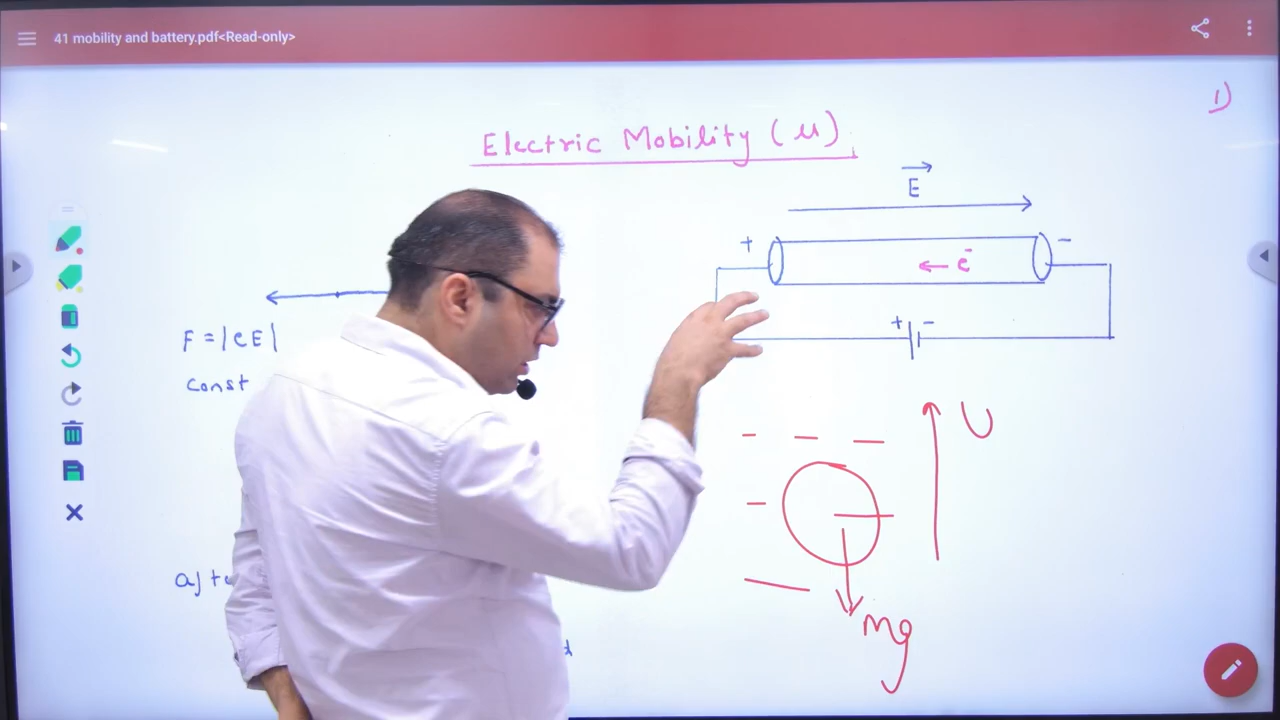 41 mobility and battery.pdf<Read-only>
1)
Electric Mobility (μ)
E
+ -
← e⁻
+ -
F = |eE|
const
U
mg